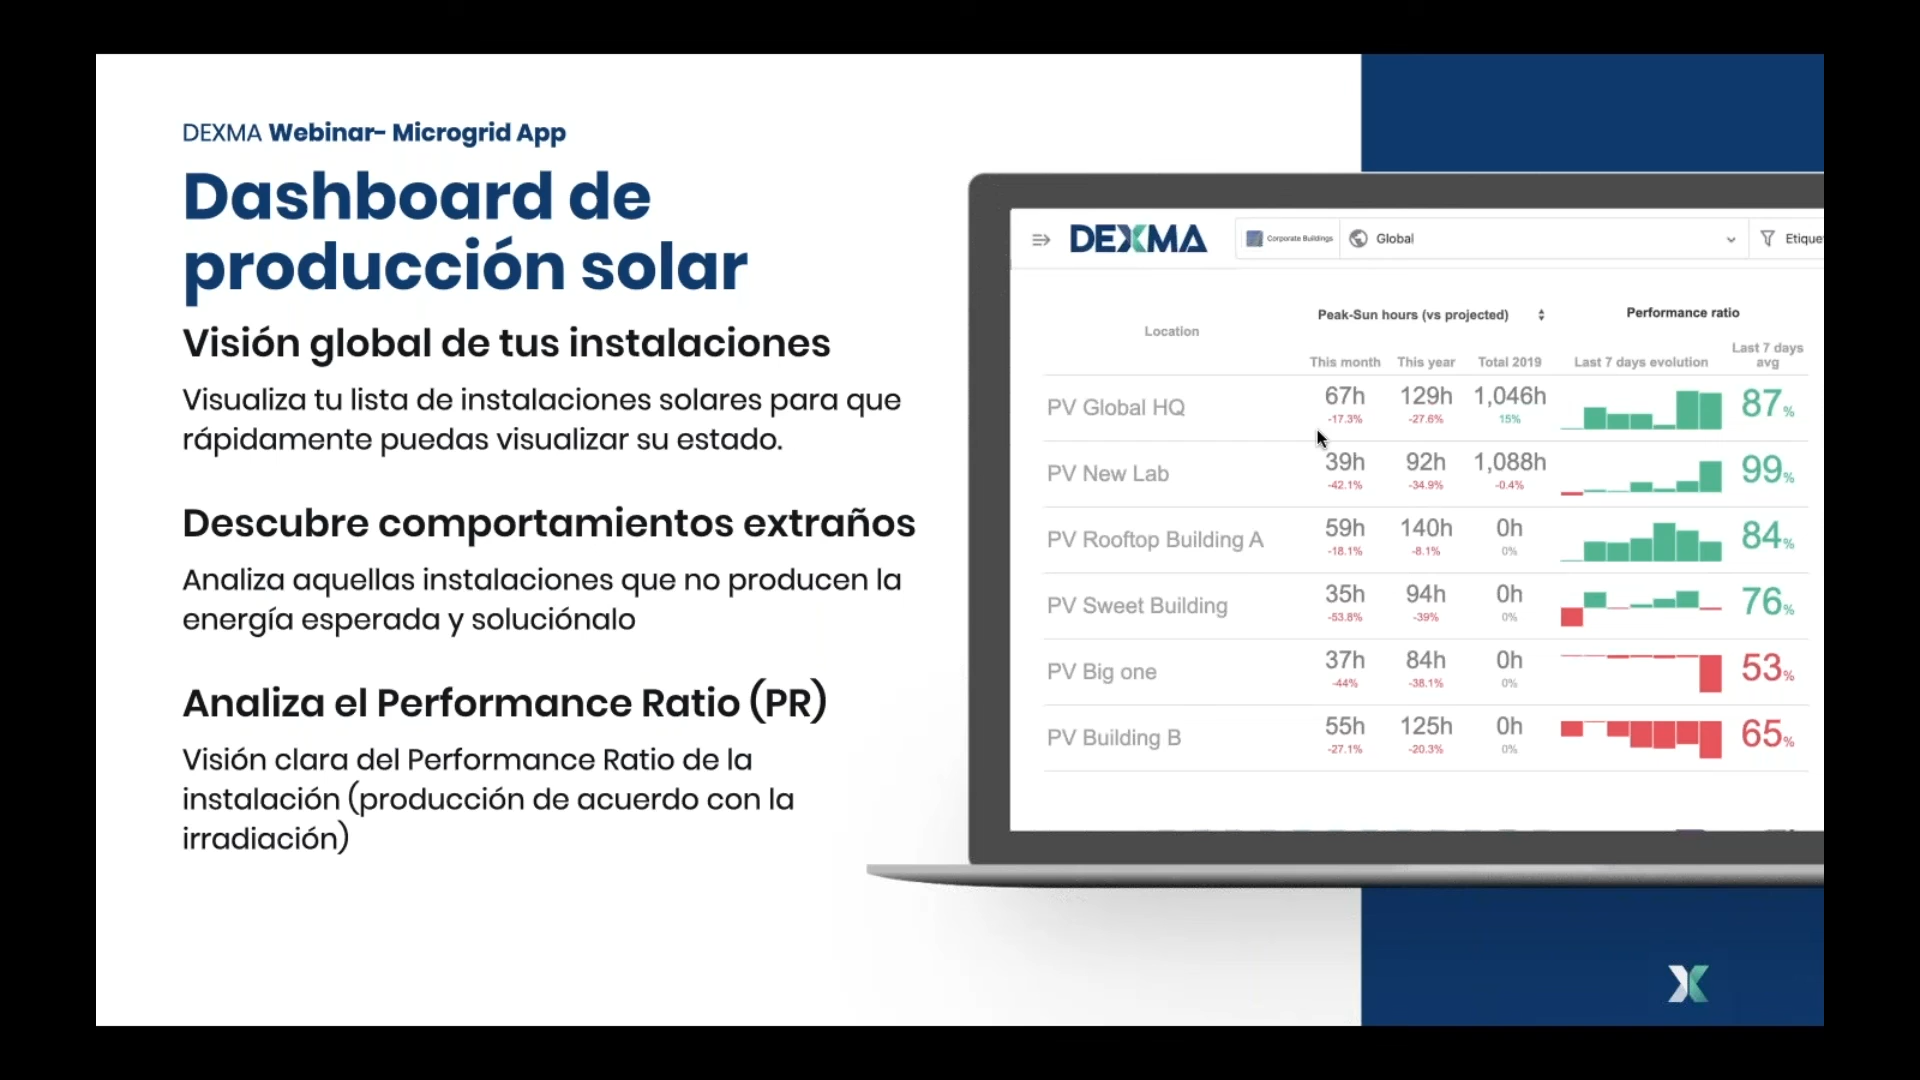 DEXMA Webinar- Microgrid App
Dashboard de
producción solar
Visión global de tus instalaciones
Visualiza tu lista de instalaciones solares para que
rápidamente puedas visualizar su estado.
Descubre comportamientos extraños
Analiza aquellas instalaciones que no producen la
energía esperada y soluciónalo
Analiza el Performance Ratio (PR)
Visión clara del Performance Ratio de la
instalación (producción de acuerdo con la
irradiación)
DEXMA Corporate Buildings Global
Location Peak-Sun hours (vs projected) Performance ratio
This month This year Total 2019 Last 7 days evolution Last 7 days avg
PV Global HQ 67h 129h 1,046h 87%
-17.3% -27.6% 15%
PV New Lab 39h 92h 1,088h 99%
-42.1% -34.9% -0.4%
PV Rooftop Building A 59h 140h 0h 84%
-18.1% -8.1% 0%
PV Sweet Building 35h 94h 0h 76%
-53.8% -39% 0%
PV Big one 37h 84h 0h 53%
-44% -38.1% 0%
PV Building B 55h 125h 0h 65%
-27.1% -20.3% 0%